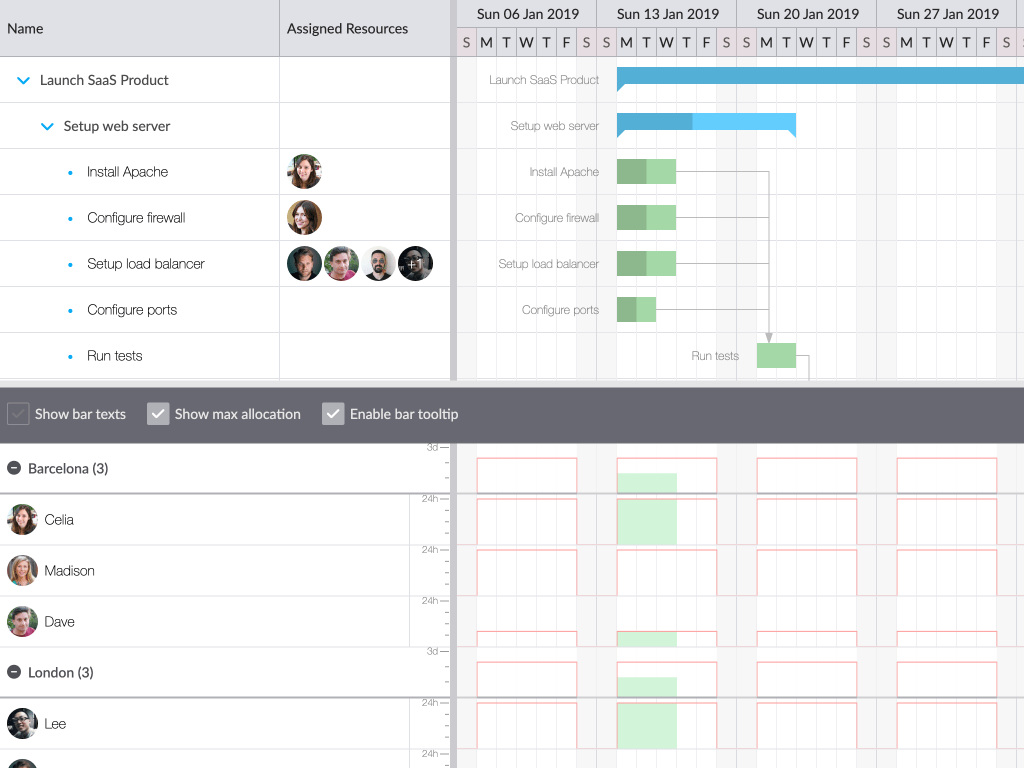 Name Assigned Resources Sun 06 Jan 2019 Sun 13 Jan 2019 Sun 20 Jan 2019 Sun 27 Jan 2019
S M T W T F S S M T W T F S S M T W T F S S M T W T F S
Launch SaaS Product Launch SaaS Product
Setup web server Setup web server
Install Apache Install Apache
Configure firewall Configure firewall
Setup load balancer +1 Setup load balancer
Configure ports Configure ports
Run tests Run tests
Show bar texts Show max allocation Enable bar tooltip
3d
Barcelona (3)
24h
Celia
24h
Madison
24h
Dave
3d
London (3)
24h
Lee
24h